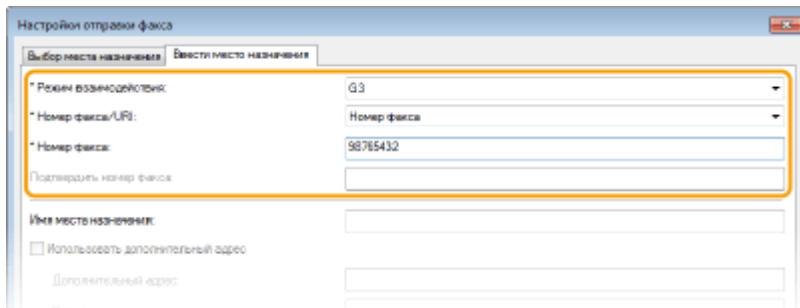 Настройки отправки факса
Выбор места назначения Ввести место назначения
* Режим взаимодействия: G3
* Номер факса/URI: Номер факса
* Номер факса: 98765432
Подтвердить номер факса
Имя места назначения:
Использовать дополнительный адрес
Дополнительный адрес